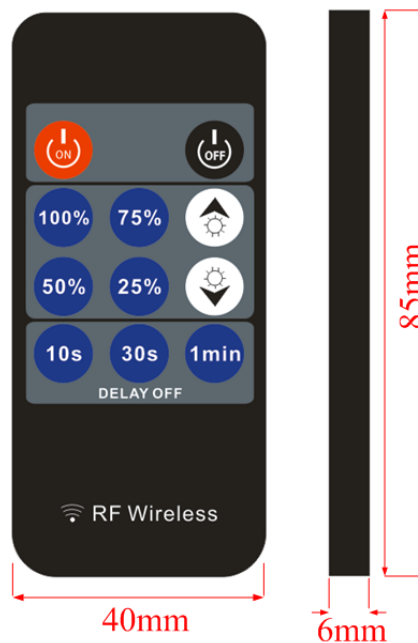 ON OFF
100% 75%
50% 25%
10s 30s 1min
DELAY OFF
RF Wireless
85mm
40mm
6mm